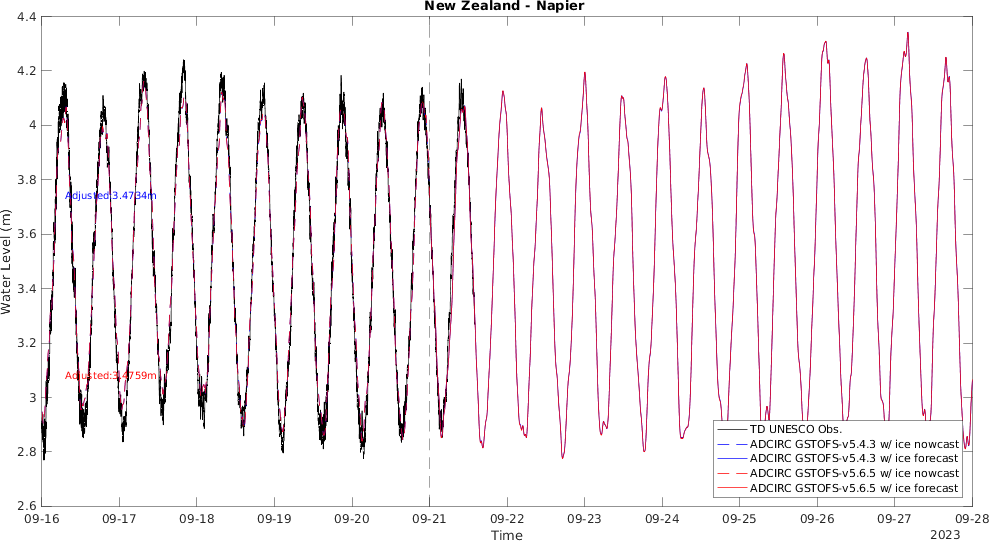 New Zealand - Napier
4.4
4.2
4
3.8
3.6
3.4
3.2
3
2.8
2.6
Water Level (m)
Adjusted:3.4734m
Adjusted:3.4759m
TD UNESCO Obs.
ADCIRC GSTOFS-v5.4.3 w/ ice nowcast
ADCIRC GSTOFS-v5.4.3 w/ ice forecast
ADCIRC GSTOFS-v5.6.5 w/ ice nowcast
ADCIRC GSTOFS-v5.6.5 w/ ice forecast
09-16 09-17 09-18 09-19 09-20 09-21 09-22 09-23 09-24 09-25 09-26 09-27 09-28
Time
2023